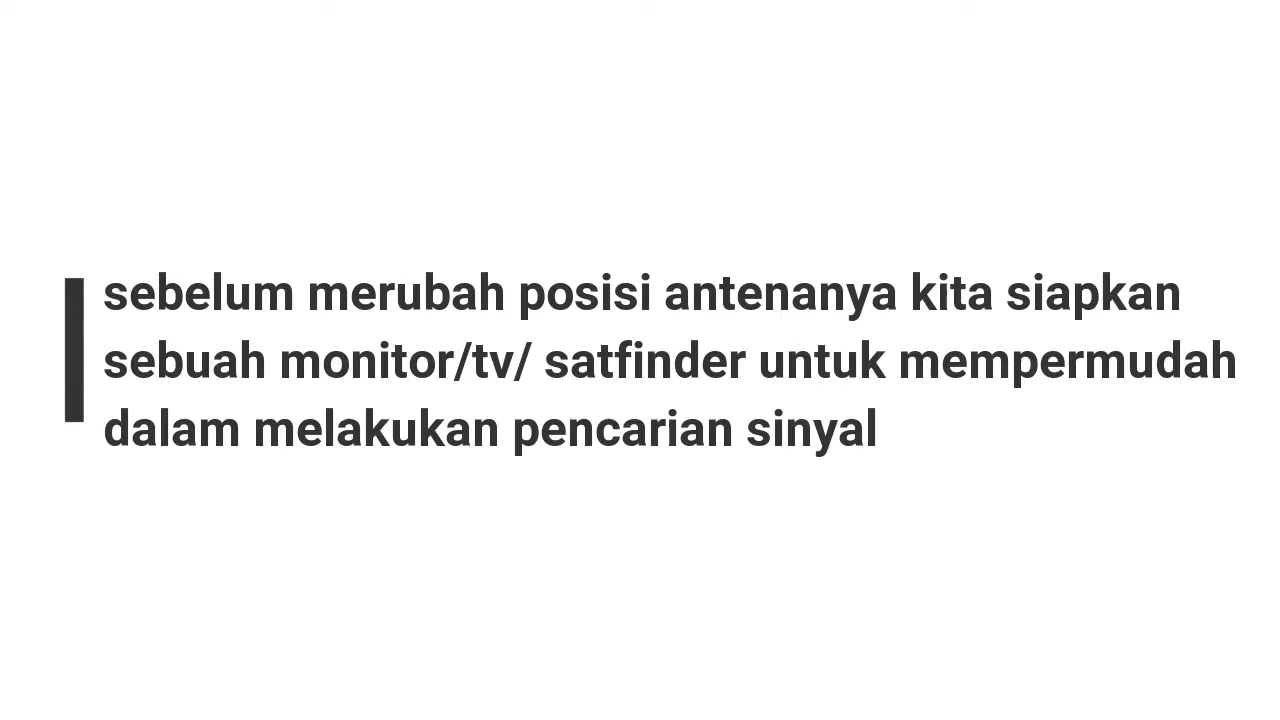 sebelum merubah posisi antenanya kita siapkan
sebuah monitor/tv/ satfinder untuk mempermudah
dalam melakukan pencarian sinyal